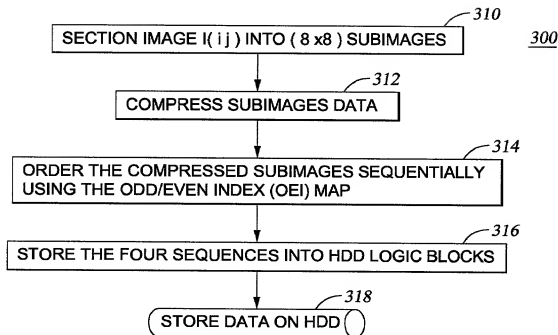 310
300
SECTION IMAGE I( i j ) INTO ( 8 x8 ) SUBIMAGES
312
COMPRESS SUBIMAGES DATA
314
ORDER THE COMPRESSED SUBIMAGES SEQUENTIALLY
USING THE ODD/EVEN INDEX (OEI) MAP
316
STORE THE FOUR SEQUENCES INTO HDD LOGIC BLOCKS
318
STORE DATA ON HDD